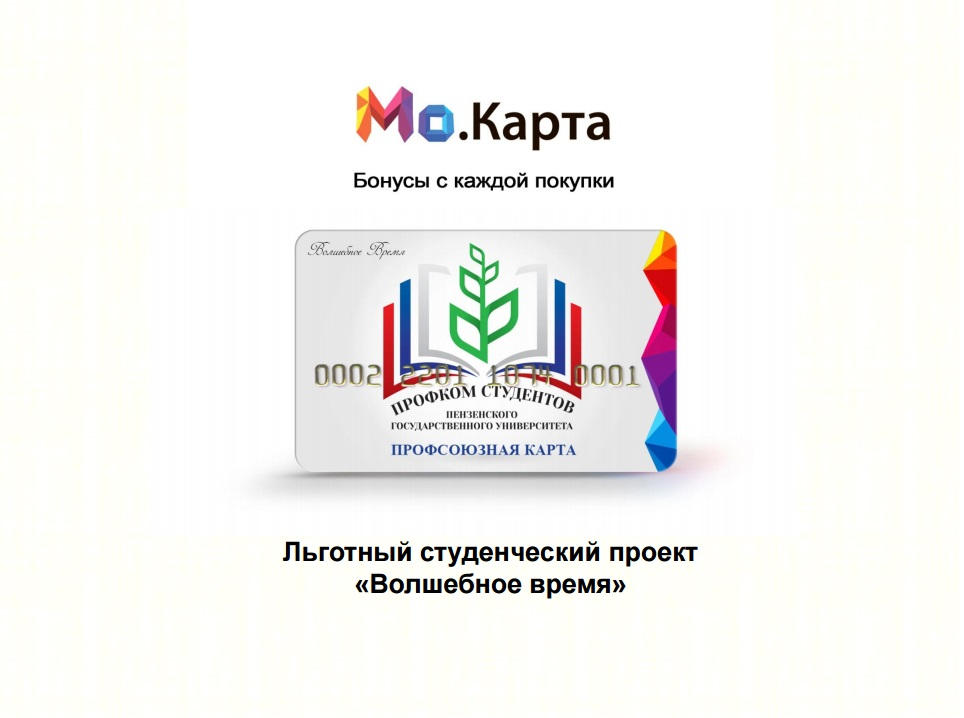 Мо.Карта
Бонусы с каждой покупки
Волшебное Время
0002 2201 1074 0001
ПРОФКОМ СТУДЕНТОВ
ПЕНЗЕНСКОГО
ГОСУДАРСТВЕННОГО УНИВЕРСИТЕТА
ПРОФСОЮЗНАЯ КАРТА
Льготный студенческий проект
«Волшебное время»